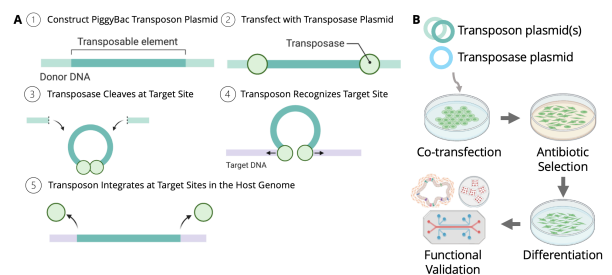 A
1 Construct PiggyBac Transposon Plasmid
Transposable element
Donor DNA
2 Transfect with Transposase Plasmid
Transposase
3 Transposase Cleaves at Target Site
4 Transposon Recognizes Target Site
Target DNA
5 Transposon Integrates at Target Sites in the Host Genome
B
Transposon plasmid(s)
Transposase plasmid
Co-transfection
Antibiotic
Selection
Differentiation
Functional
Validation